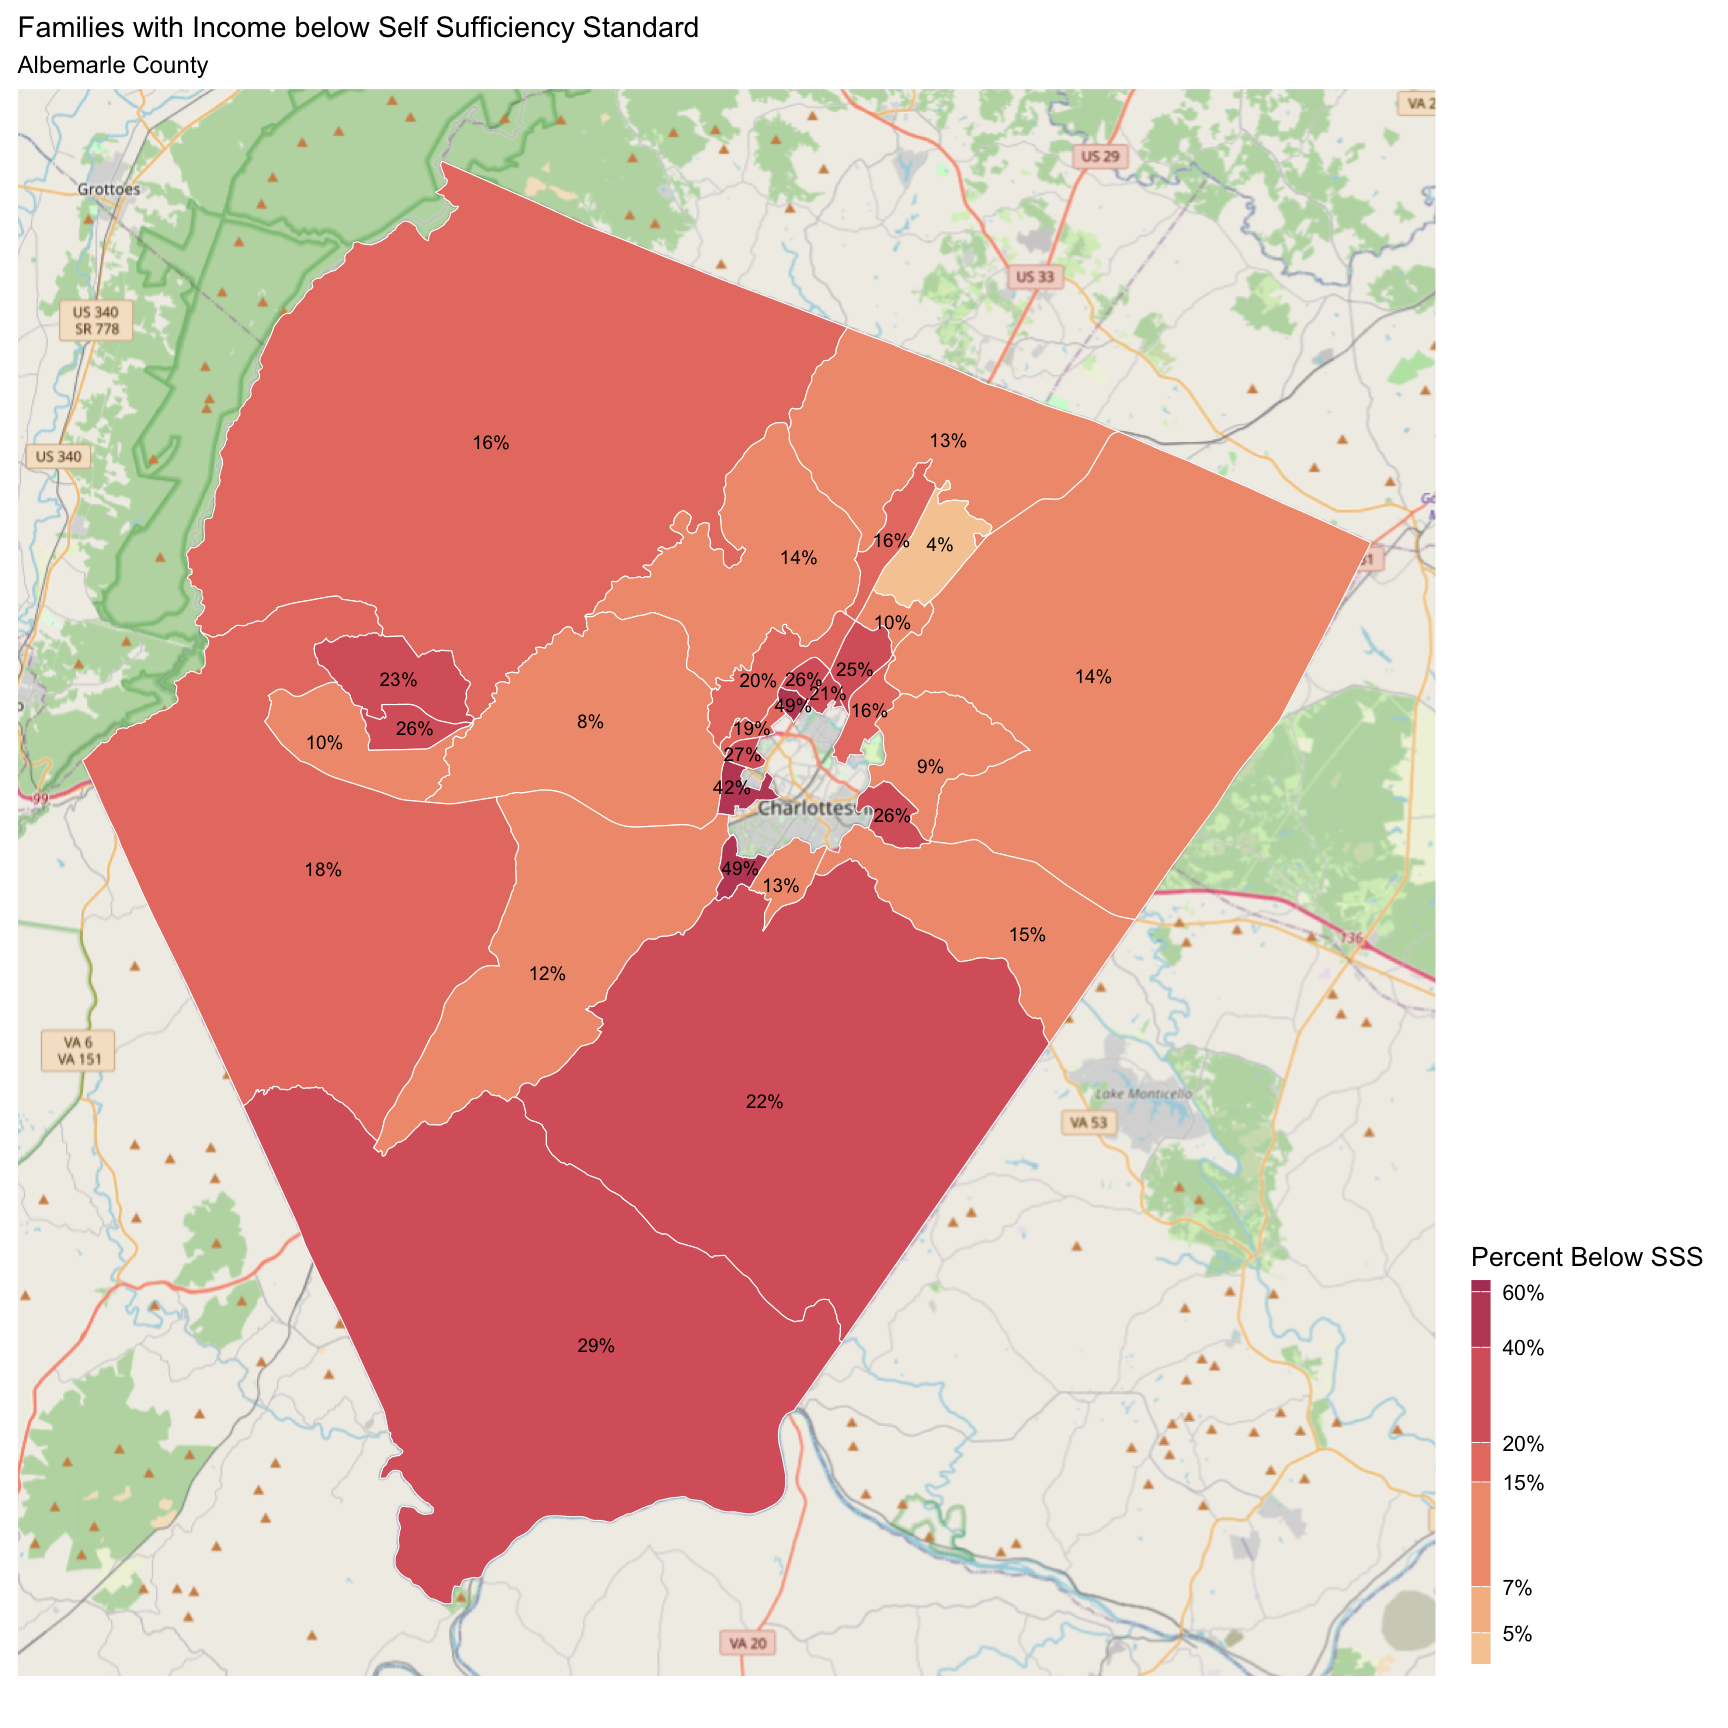 Families with Income below Self Sufficiency Standard
Albemarle County
VA 2
US 29
Grottoes
US 33
US 340
SR 778
16%
13%
US 340
16%
4%
14%
10%
14%
23%
20%
26%
25%
21%
49%
16%
26%
10%
8%
19%
27%
9%
42%
99
Charlottesvil
26%
18%
49%
13%
15%
136
12%
VA 6
VA 151
22%
Lake Monticello
VA 53
29%
VA 20
Percent Below SSS
60%
40%
20%
15%
7%
5%